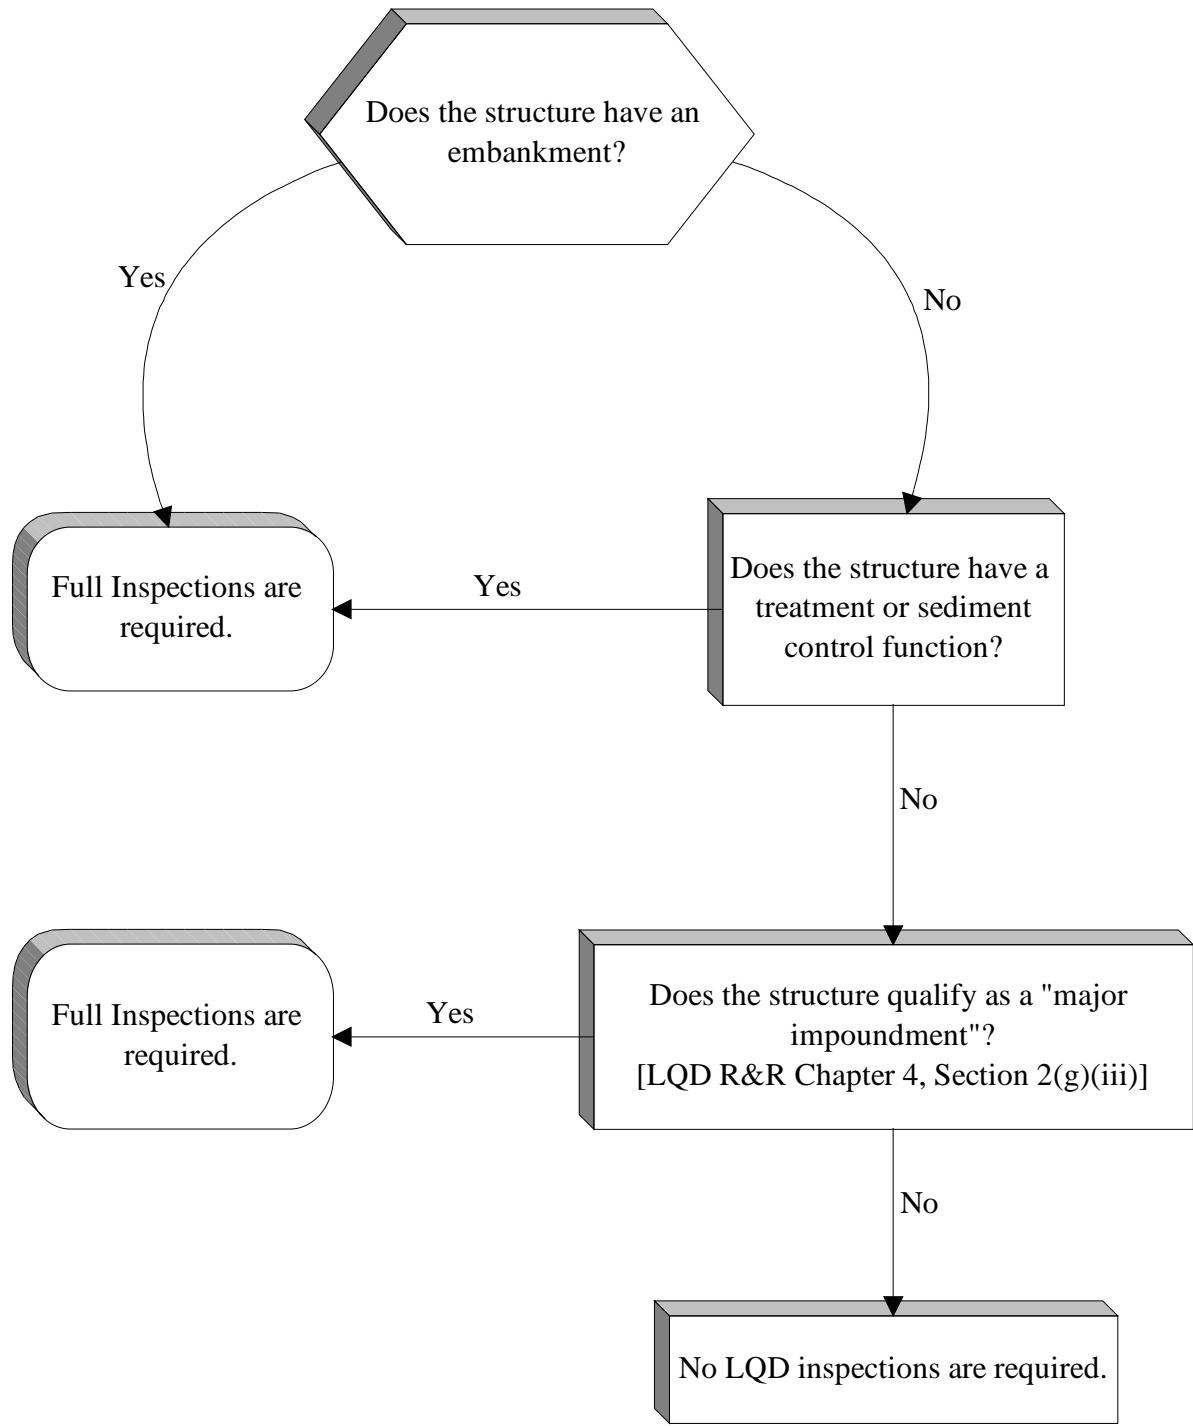 Does the structure have an
embankment?
Yes
No
Full Inspections are
required.
Yes
Does the structure have a
treatment or sediment
control function?
No
Full Inspections are
required.
Yes
Does the structure qualify as a "major
impoundment"?
[LQD R&R Chapter 4, Section 2(g)(iii)]
No
No LQD inspections are required.